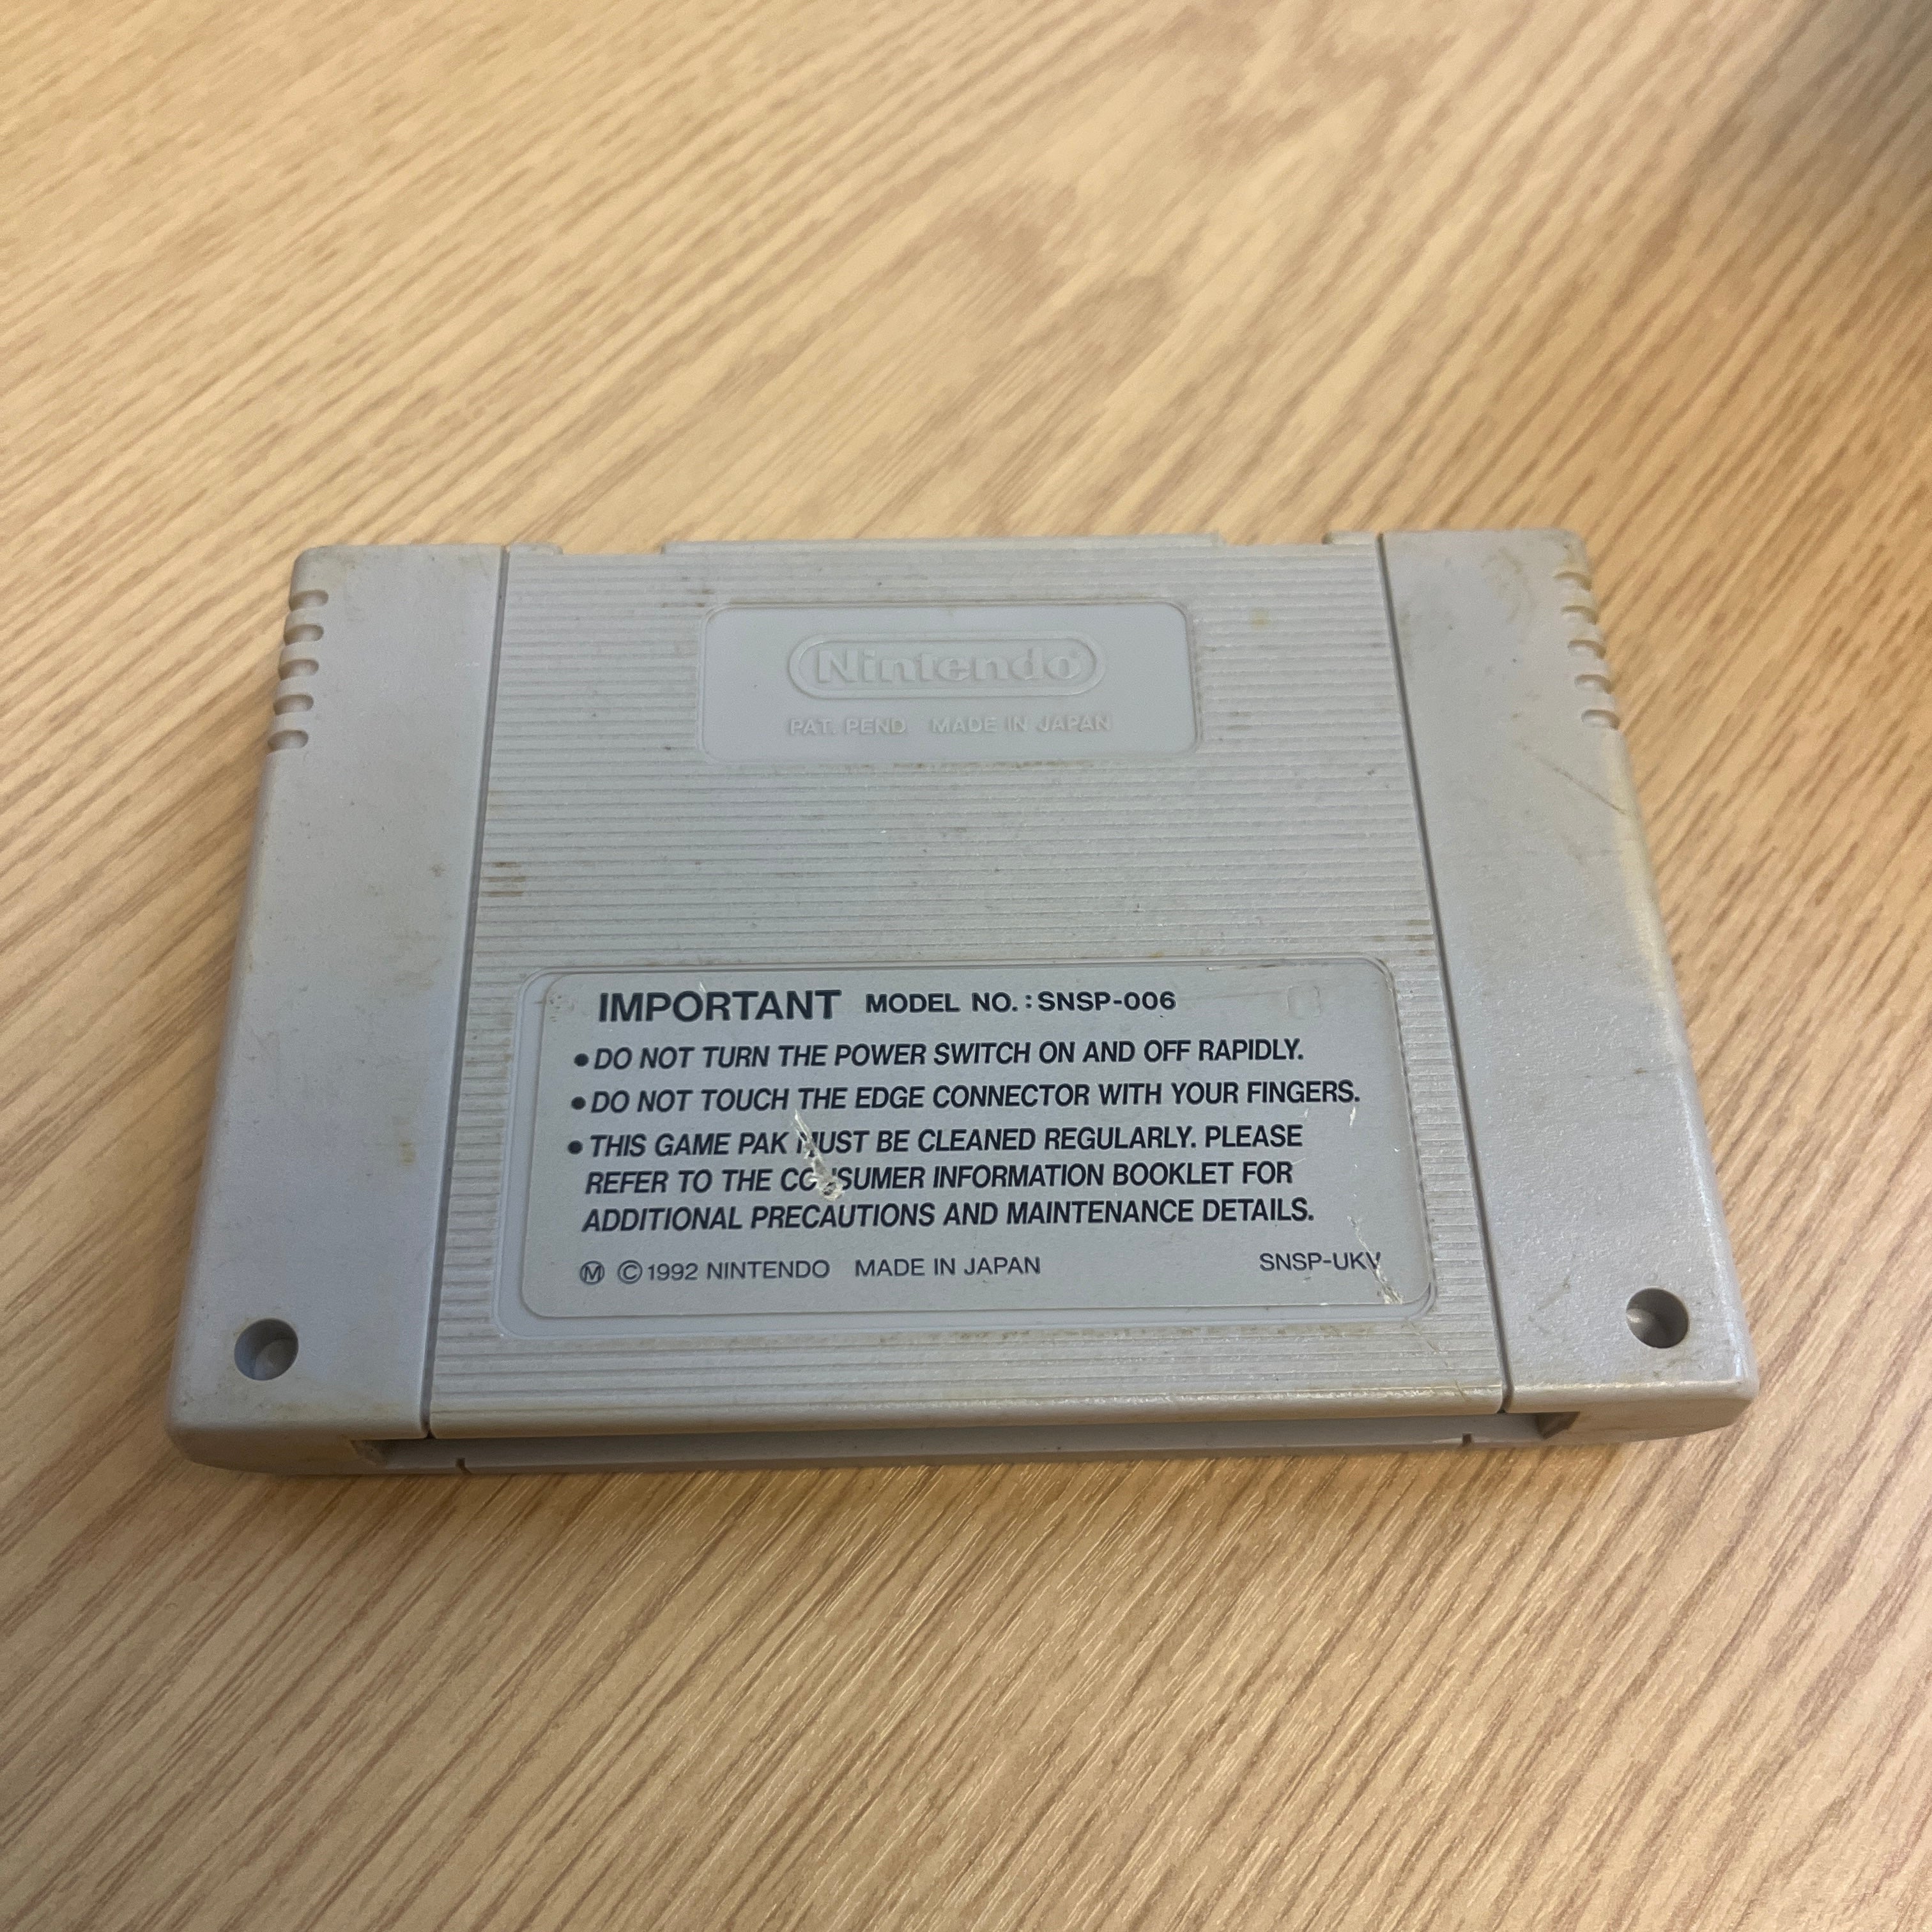 Nintendo®
PAT. PEND. MADE IN JAPAN
IMPORTANT MODEL NO.: SNSP-006
● DO NOT TURN THE POWER SWITCH ON AND OFF RAPIDLY.
● DO NOT TOUCH THE EDGE CONNECTOR WITH YOUR FINGERS.
● THIS GAME PAK MUST BE CLEANED REGULARLY. PLEASE
REFER TO THE CONSUMER INFORMATION BOOKLET FOR
ADDITIONAL PRECAUTIONS AND MAINTENANCE DETAILS.
Ⓜ ©1992 NINTENDO MADE IN JAPAN SNSP-UKV